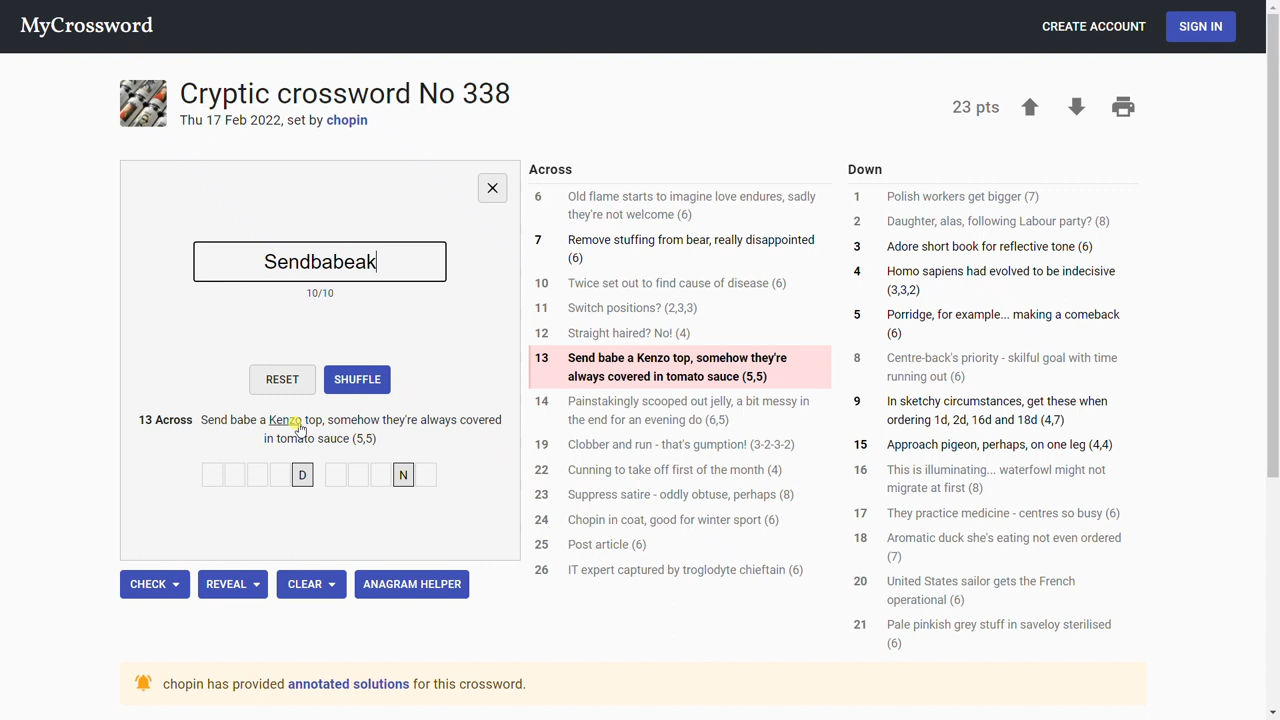 MyCrossword
CREATE ACCOUNT
SIGN IN
Cryptic crossword No 338
Thu 17 Feb 2022, set by chopin
23 pts
Sendbabeak
10/10
RESET
SHUFFLE
13 Across Send babe a Kenzo top, somehow they're always covered
in tomato sauce (5,5)
D
N
CHECK
REVEAL
CLEAR
ANAGRAM HELPER
Across
6 Old flame starts to imagine love endures, sadly
they're not welcome (6)
7 Remove stuffing from bear, really disappointed
(6)
10 Twice set out to find cause of disease (6)
11 Switch positions? (2,3,3)
12 Straight haired? No! (4)
13 Send babe a Kenzo top, somehow they're
always covered in tomato sauce (5,5)
14 Painstakingly scooped out jelly, a bit messy in
the end for an evening do (6,5)
19 Clobber and run - that's gumption! (3-2-3-2)
22 Cunning to take off first of the month (4)
23 Suppress satire - oddly obtuse, perhaps (8)
24 Chopin in coat, good for winter sport (6)
25 Post article (6)
26 IT expert captured by troglodyte chieftain (6)
Down
1 Polish workers get bigger (7)
2 Daughter, alas, following Labour party? (8)
3 Adore short book for reflective tone (6)
4 Homo sapiens had evolved to be indecisive
(3,3,2)
5 Porridge, for example... making a comeback
(6)
8 Centre-back's priority - skilful goal with time
running out (6)
9 In sketchy circumstances, get these when
ordering 1d, 2d, 16d and 18d (4,7)
15 Approach pigeon, perhaps, on one leg (4,4)
16 This is illuminating... waterfowl might not
migrate at first (8)
17 They practice medicine - centres so busy (6)
18 Aromatic duck she's eating not even ordered
(7)
20 United States sailor gets the French
operational (6)
21 Pale pinkish grey stuff in saveloy sterilised
(6)
chopin has provided annotated solutions for this crossword.